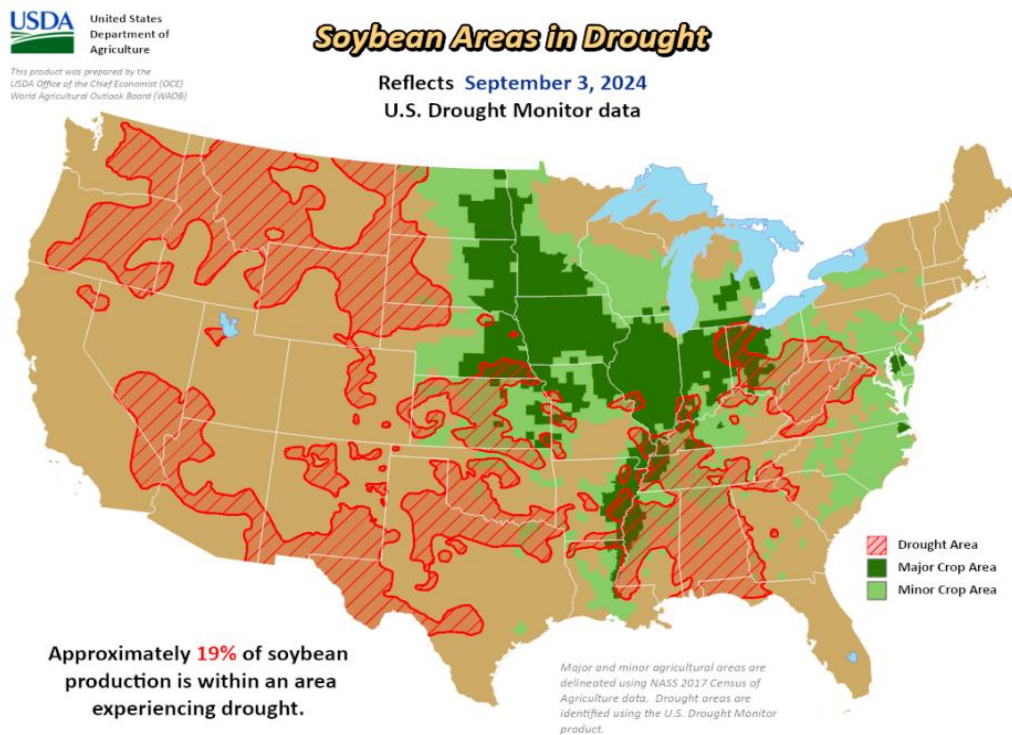 USDA
United States
Department of
Agriculture
This product was prepared by the
USDA Office of the Chief Economist (OCE)
World Agricultural Outlook Board (WAOB)
Soybean Areas in Drought
Reflects September 3, 2024
U.S. Drought Monitor data
Drought Area
Major Crop Area
Minor Crop Area
Approximately 19% of soybean
production is within an area
experiencing drought.
Major and minor agricultural areas are
delineated using NASS 2017 Census of
Agriculture data. Drought areas are
identified using the U.S. Drought Monitor
product.